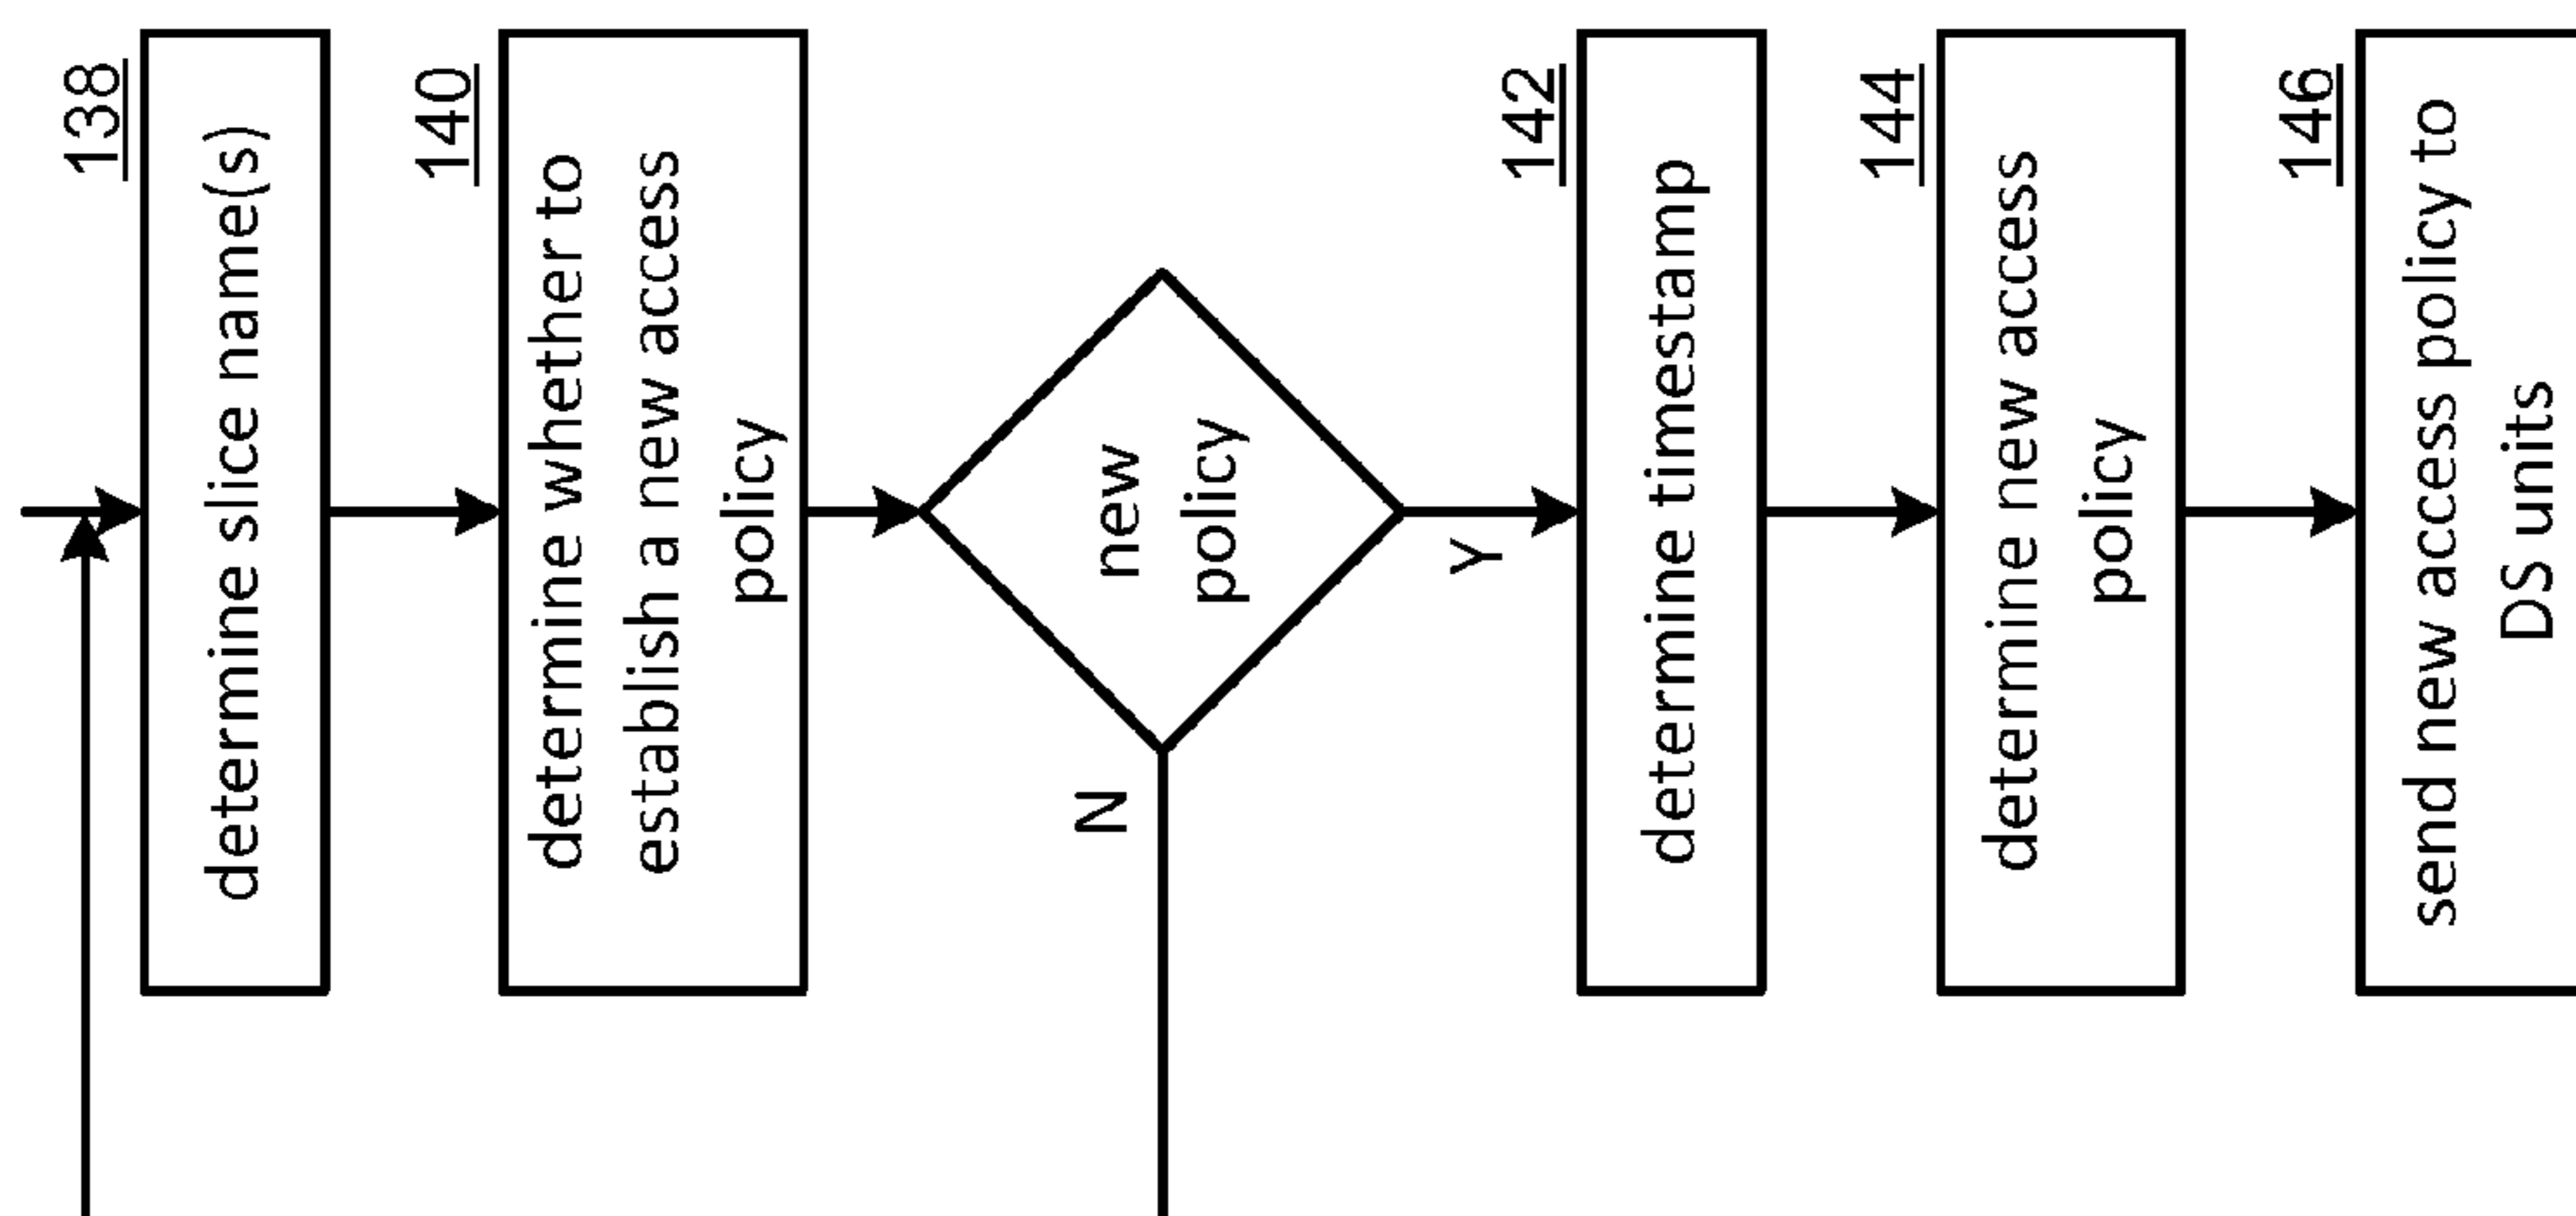 138
determine slice name(s)
140
determine whether to
establish a new access
policy
new
policy
N
Y
142
determine timestamp
144
determine new access
policy
146
send new access policy to
DS units